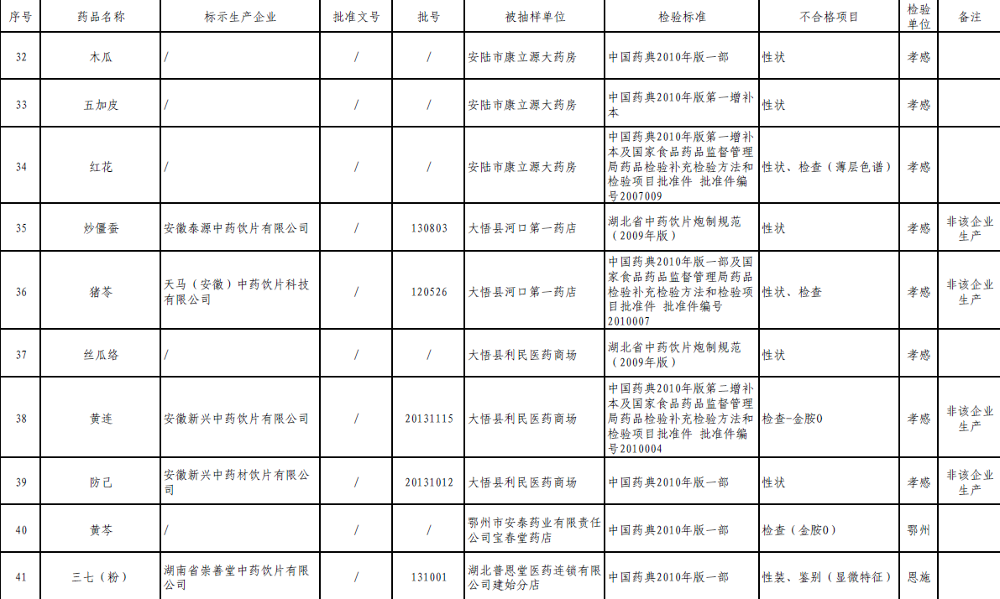 序号 药品名称 标示生产企业 批准文号 批号 被抽样单位 检验标准 不合格项目 检验单位 备注
32 木瓜 / / / 安陆市康立源大药房 中国药典2010年版一部 性状 孝感
33 五加皮 / / / 安陆市康立源大药房 中国药典2010年版第一增补本 性状 孝感
34 红花 / / / 安陆市康立源大药房 中国药典2010年版第一增补本及国家食品药品监督管理局药品检验补充检验方法和检验项目批准件 批准件编号2007009 性状、检查（薄层色谱） 孝感
35 炒僵蚕 安徽泰源中药饮片有限公司 / 130803 大悟县河口第一药店 湖北省中药饮片炮制规范（2009年版） 性状 孝感 非该企业生产
36 猪苓 天马（安徽）中药饮片科技有限公司 / 120526 大悟县河口第一药店 中国药典2010年版一部及国家食品药品监督管理局药品检验补充检验方法和检验项目批准件 批准件编号2010007 性状、检查 孝感 非该企业生产
37 丝瓜络 / / / 大悟县利民医药商场 湖北省中药饮片炮制规范（2009年版） 性状 孝感
38 黄连 安徽新兴中药饮片有限公司 / 20131115 大悟县利民医药商场 中国药典2010年版第二增补本及国家食品药品监督管理局药品检验补充检验方法和检验项目批准件 批准件编号2010004 检查-金胺O 孝感 非该企业生产
39 防己 安徽新兴中药材饮片有限公司 / 20131012 大悟县利民医药商场 中国药典2010年版一部 性状 孝感 非该企业生产
40 黄芩 / / / 鄂州市安泰药业有限责任公司宝春堂药店 中国药典2010年版一部 检查（金胺O） 鄂州
41 三七（粉） 湖南省崇善堂中药饮片有限公司 / 131001 湖北普恩堂医药连锁有限公司建始分店 中国药典2010年版一部 性装、鉴别（显微特征） 恩施